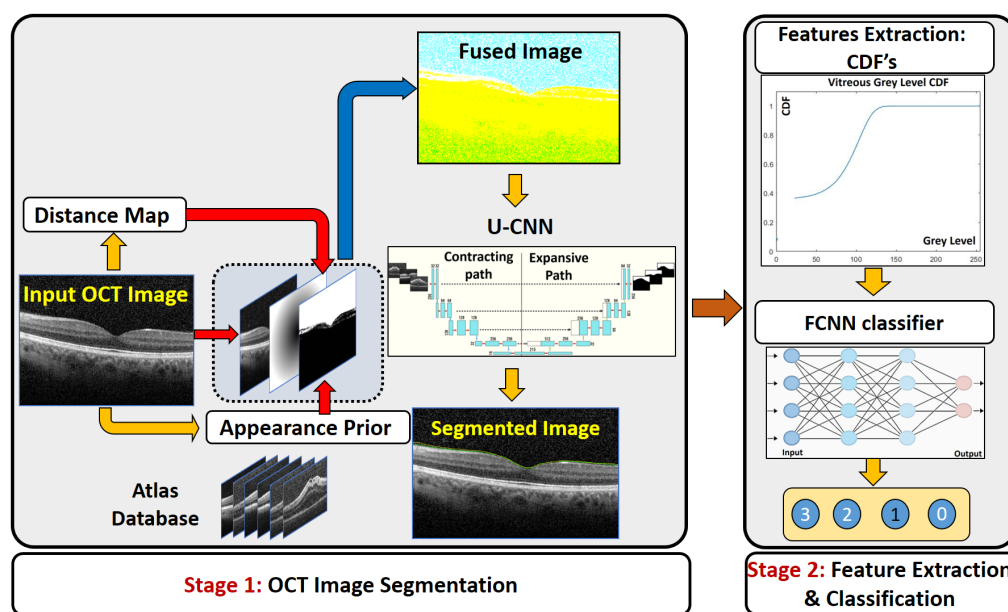 Fused Image
Distance Map
U-CNN
Contracting path
Expansive Path
Input OCT Image
Appearance Prior
Segmented Image
Atlas
Database
Stage 1: OCT Image Segmentation
Features Extraction:
CDF's
Vitreous Grey Level CDF
CDF
1
0.8
0.6
0.4
0.2
0
0 50 100 150 200 250
Grey Level
FCNN classifier
Input
Output
3 2 1 0
Stage 2: Feature Extraction
& Classification